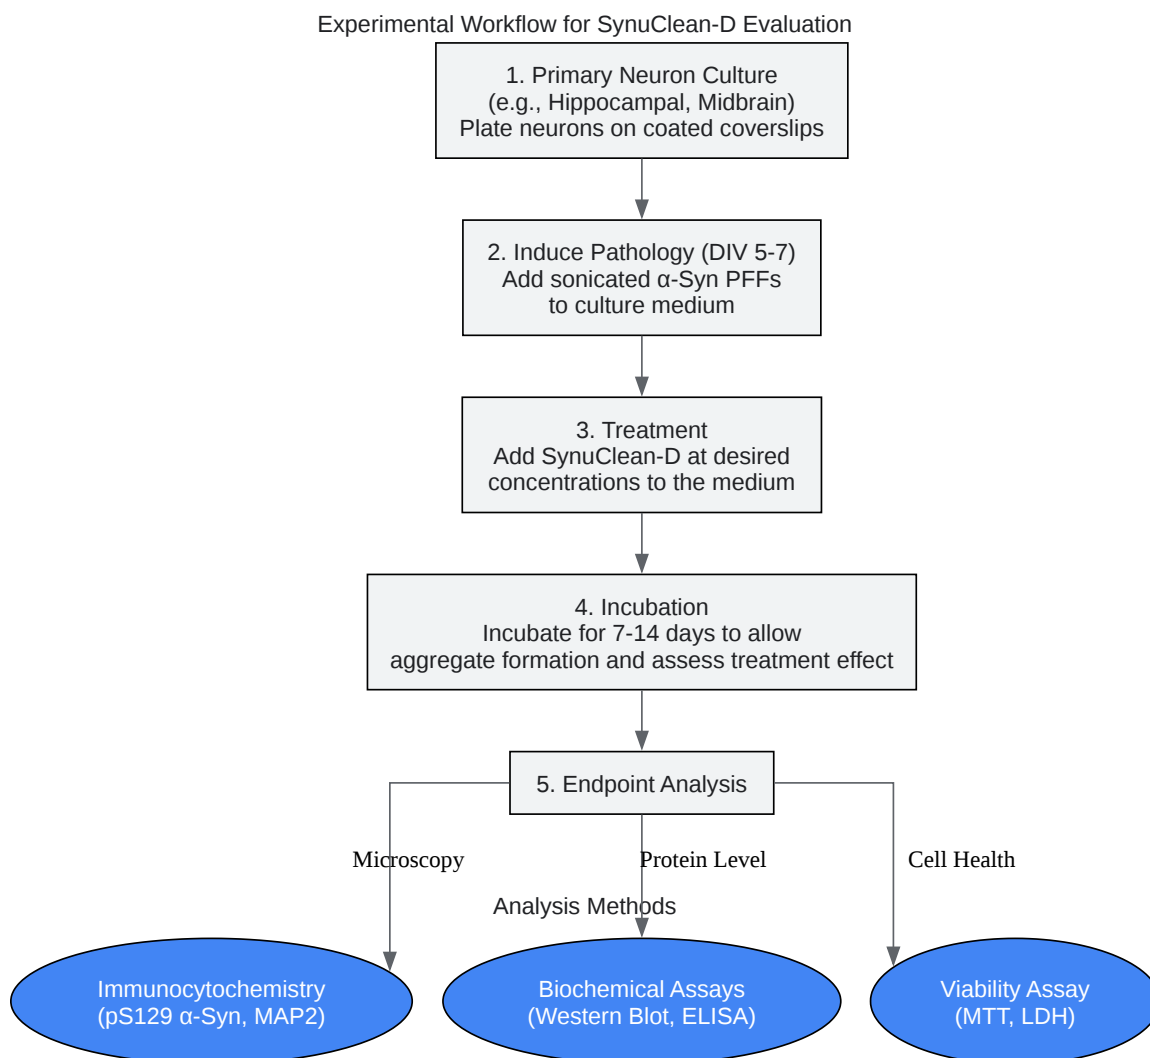 Experimental Workflow for SynuClean-D Evaluation
1. Primary Neuron Culture
(e.g., Hippocampal, Midbrain)
Plate neurons on coated coverslips
2. Induce Pathology (DIV 5-7)
Add sonicated α-Syn PFFs
to culture medium
3. Treatment
Add SynuClean-D at desired
concentrations to the medium
4. Incubation
Incubate for 7-14 days to allow
aggregate formation and assess treatment effect
5. Endpoint Analysis
Microscopy
Protein Level
Cell Health
Analysis Methods
Immunocytochemistry
(pS129 α-Syn, MAP2)
Biochemical Assays
(Western Blot, ELISA)
Viability Assay
(MTT, LDH)